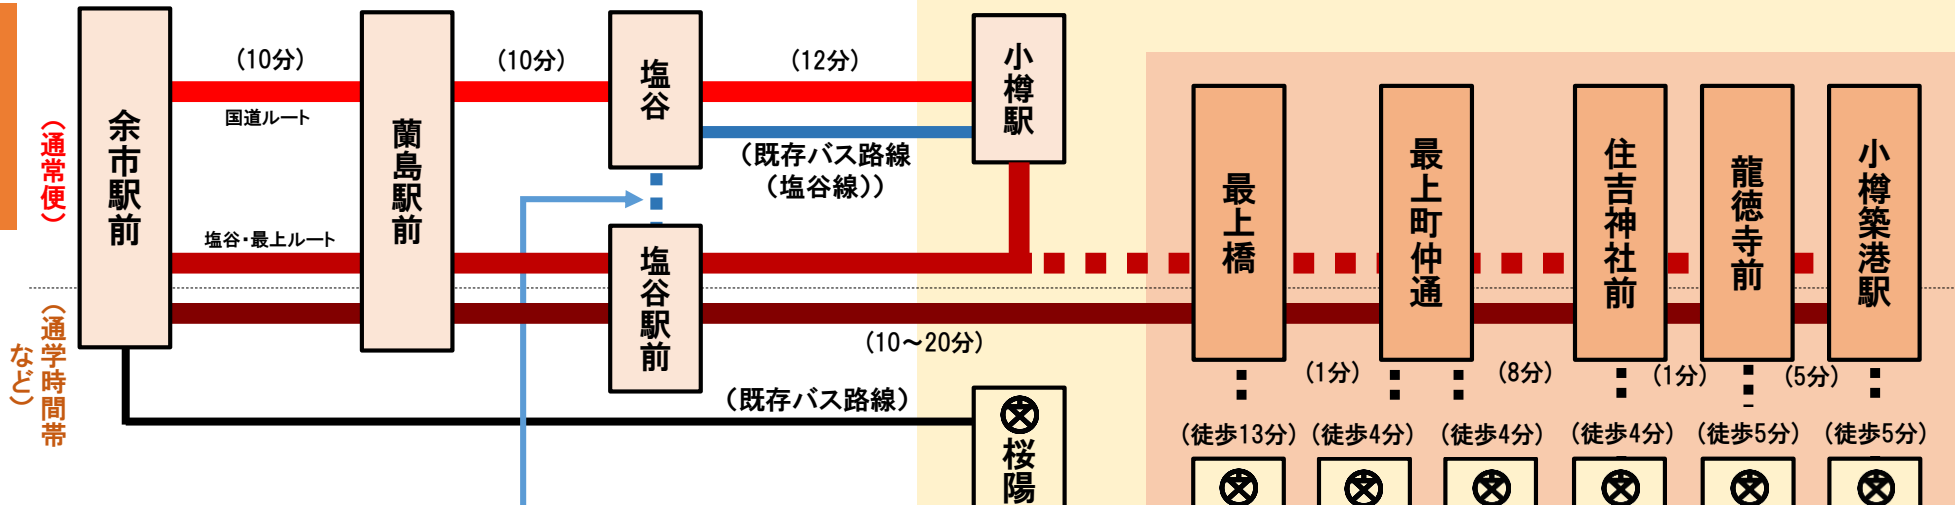 (10分)
(10分)
(12分)
国道ルート
余市駅前
蘭島駅前
塩谷
小樽駅
(既存バス路線
(塩谷線))
(通常便)
塩谷・最上ルート
塩谷駅前
最上橋
最上町仲通
住吉神社前
龍徳寺前
小樽築港駅
(通学時間帯
など)
(10～20分)
(1分)
(8分)
(1分)
(5分)
(既存バス路線)
桜陽
(徒歩13分)
(徒歩4分)
(徒歩4分)
(徒歩4分)
(徒歩5分)
(徒歩5分)